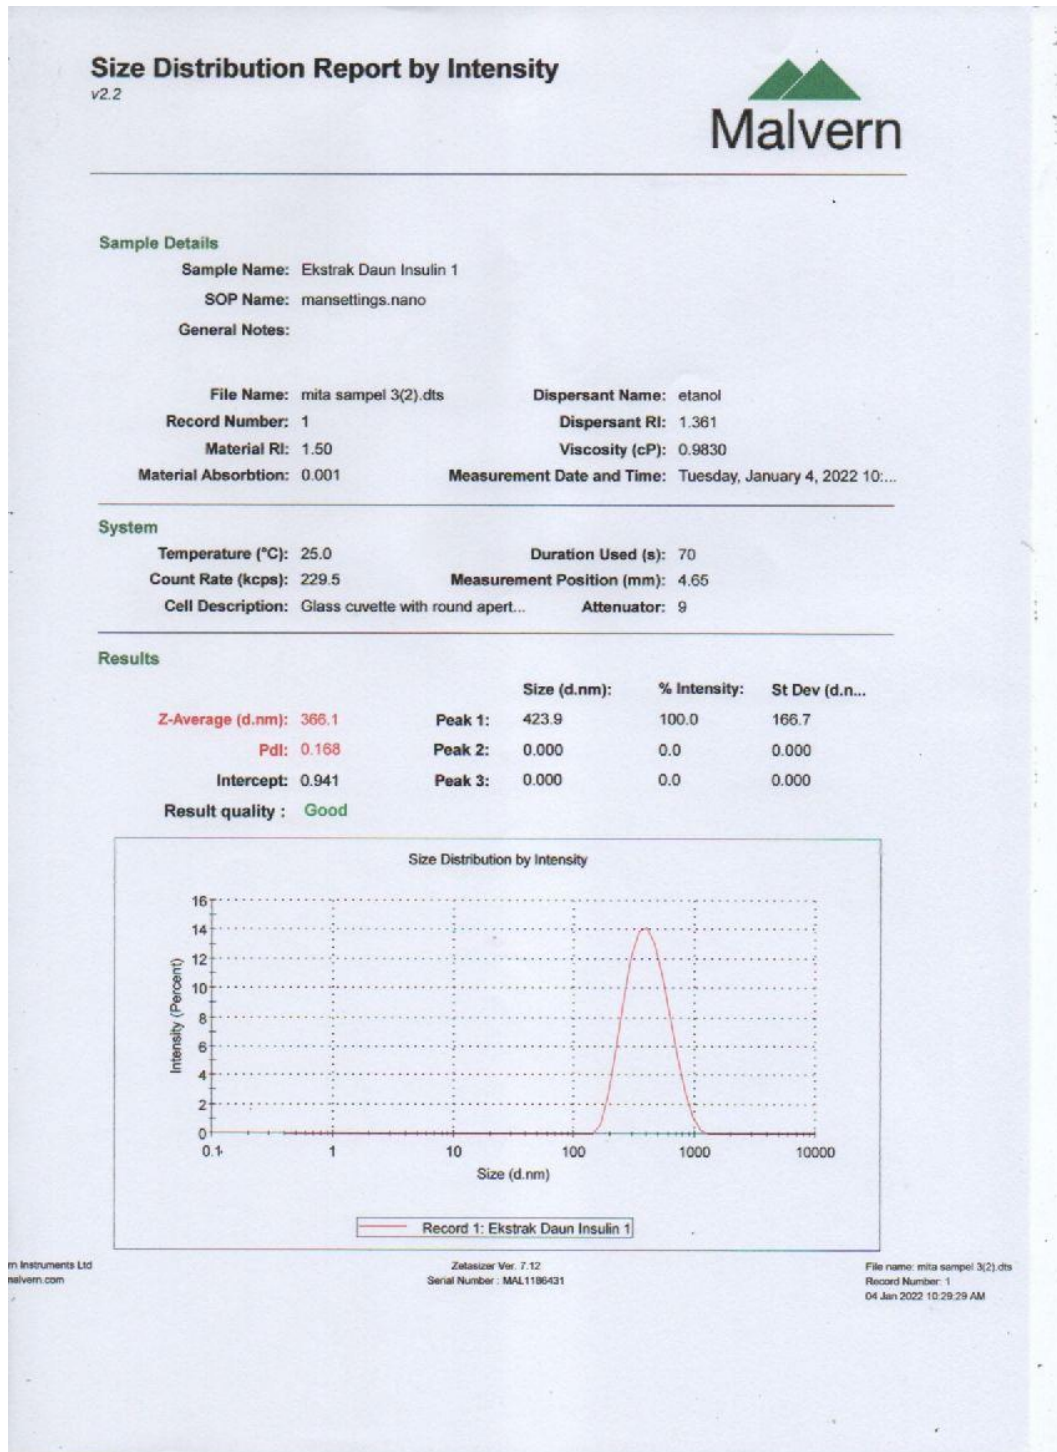 Size Distribution Report by Intensity
v2.2
Malvern
Sample Details
Sample Name: Ekstrak Daun Insulin 1
SOP Name: mansettings.nano
General Notes:
File Name: mita sampel 3(2).dts Dispersant Name: etanol
Record Number: 1 Dispersant RI: 1.361
Material RI: 1.50 Viscosity (cP): 0.9830
Material Absorbtion: 0.001 Measurement Date and Time: Tuesday, January 4, 2022 10:...
System
Temperature (°C): 25.0 Duration Used (s): 70
Count Rate (kcps): 229.5 Measurement Position (mm): 4.65
Cell Description: Glass cuvette with round apert... Attenuator: 9
Results
Size (d.nm): % Intensity: St Dev (d.n...
Z-Average (d.nm): 366.1 Peak 1: 423.9 100.0 166.7
PdI: 0.168 Peak 2: 0.000 0.0 0.000
Intercept: 0.941 Peak 3: 0.000 0.0 0.000
Result quality : Good
Size Distribution by Intensity
Intensity (Percent)
16
14
12
10
8
6
4
2
0
0.1 1 10 100 1000 10000
Size (d.nm)
Record 1: Ekstrak Daun Insulin 1
rn Instruments Ltd Zetasizer Ver. 7.12 File name: mita sampel 3(2).dts
malvern.com Serial Number : MAL1186431 Record Number: 1
04 Jan 2022 10:29:29 AM